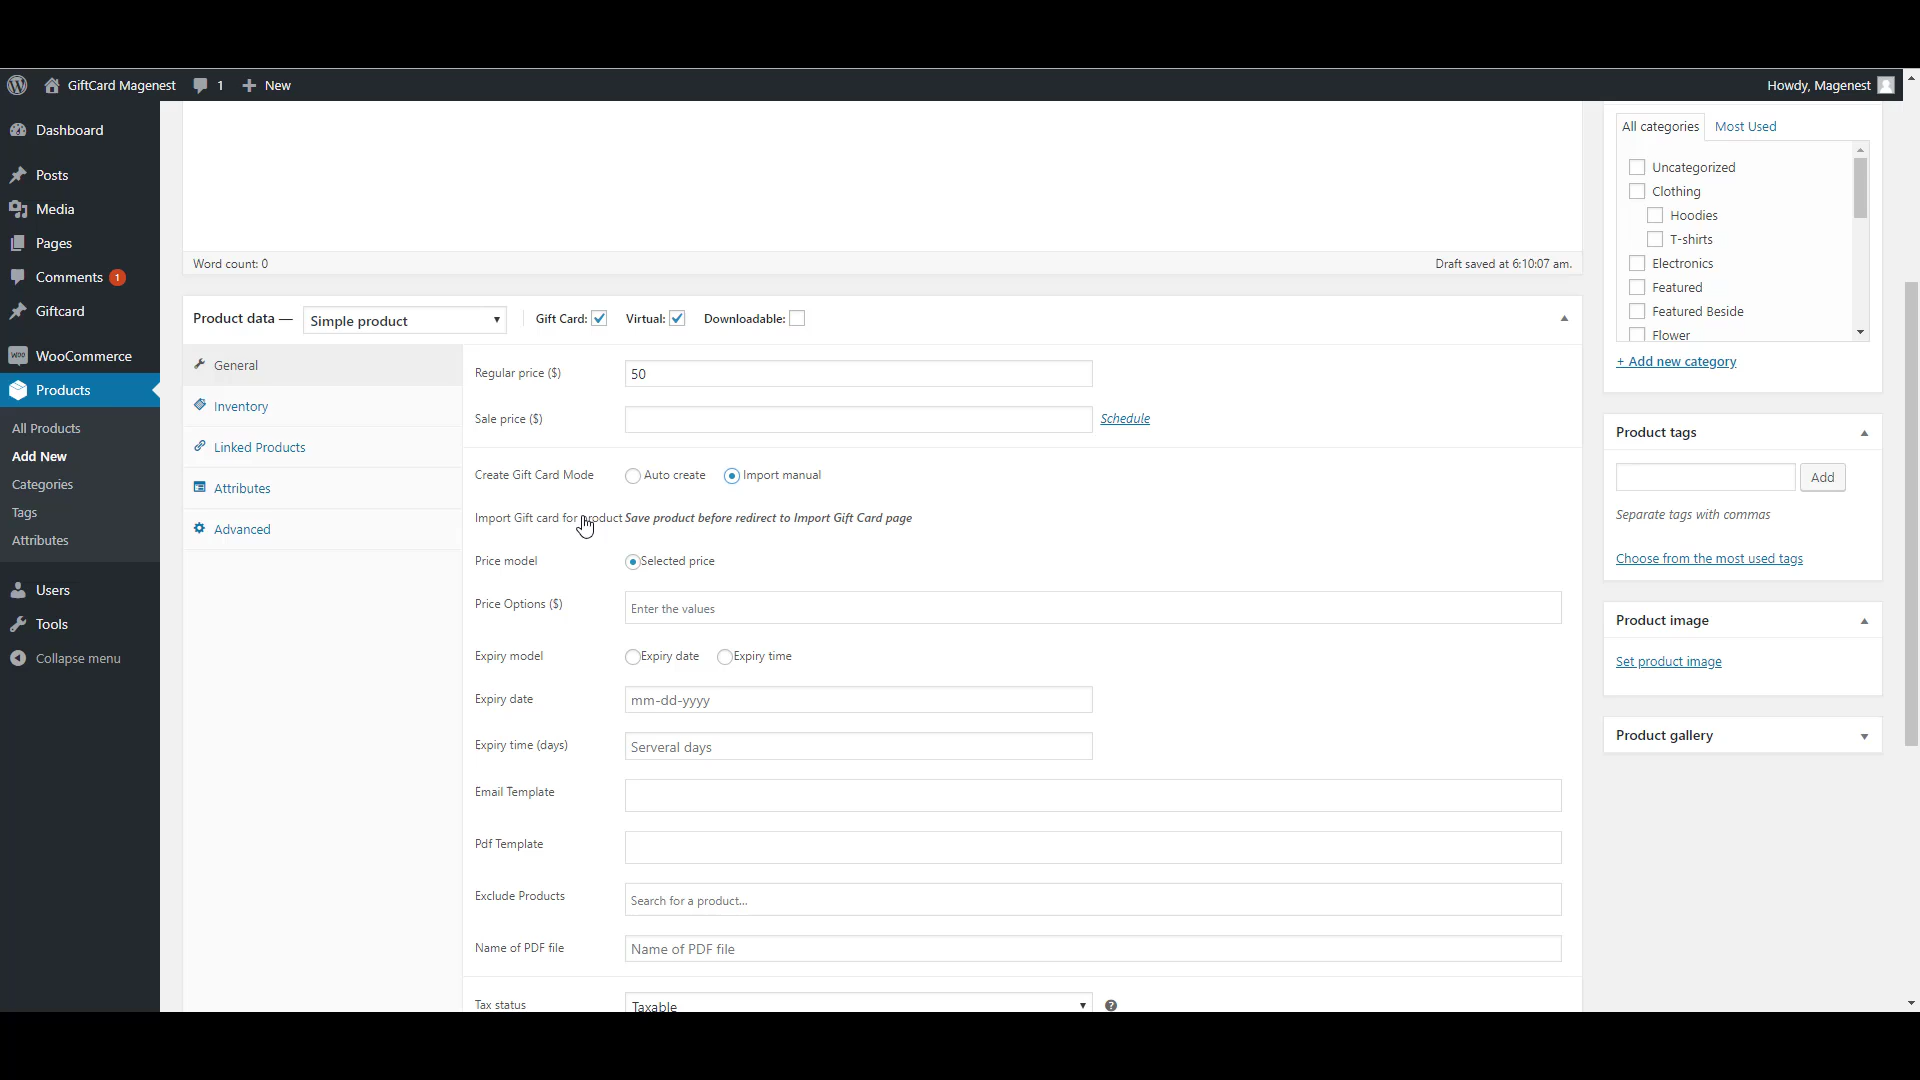 GiftCard Magenest 1 New Howdy, Magenest
Dashboard
Posts
Media
Pages
Comments 1
Giftcard
WOO WooCommerce
Products
All Products
Add New
Categories
Tags
Attributes
Users
Tools
Collapse menu
Word count: 0 Draft saved at 6:10:07 am.
Product data — Simple product Gift Card: Virtual: Downloadable:
General
Inventory
Linked Products
Attributes
Advanced
Regular price ($) 50
Sale price ($) Schedule
Create Gift Card Mode Auto create Import manual
Import Gift card for product Save product before redirect to Import Gift Card page
Price model Selected price
Price Options ($) Enter the values
Expiry model Expiry date Expiry time
Expiry date mm-dd-yyyy
Expiry time (days) Serveral days
Email Template
Pdf Template
Exclude Products Search for a product...
Name of PDF file Name of PDF file
Tax status Taxable ?
All categories Most Used
Uncategorized
Clothing
Hoodies
T-shirts
Electronics
Featured
Featured Beside
Flower
+ Add new category
Product tags
Add
Separate tags with commas
Choose from the most used tags
Product image
Set product image
Product gallery